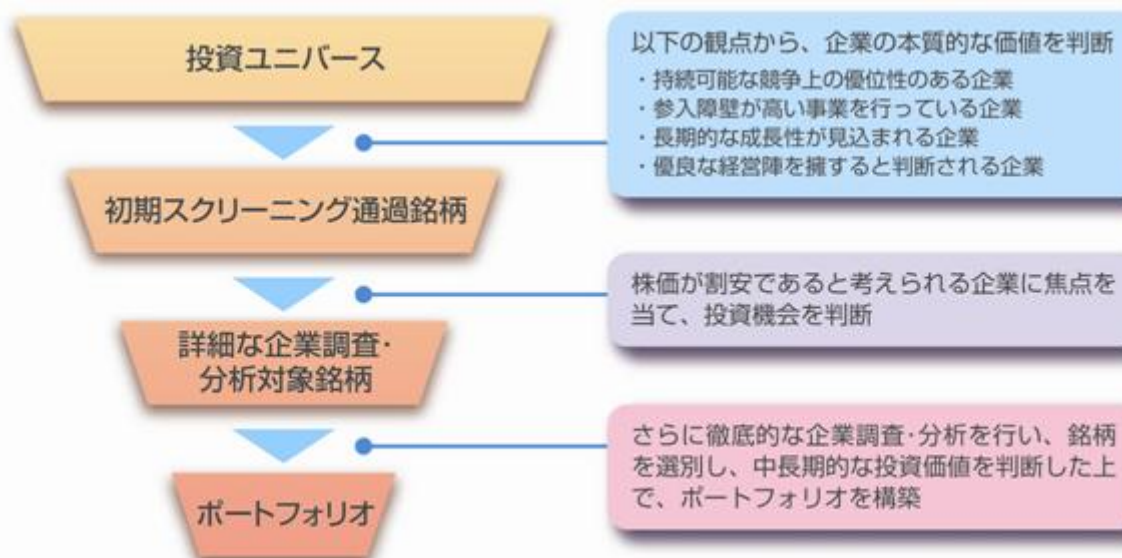 投資ユニバース
以下の観点から、企業の本質的な価値を判断
・持続可能な競争上の優位性のある企業
・参入障壁が高い事業を行っている企業
・長期的な成長性が見込まれる企業
・優良な経営陣を擁すると判断される企業
初期スクリーニング通過銘柄
株価が割安であると考えられる企業に焦点を
当て、投資機会を判断
詳細な企業調査・
分析対象銘柄
さらに徹底的な企業調査・分析を行い、銘柄
を選別し、中長期的な投資価値を判断した上
で、ポートフォリオを構築
ポートフォリオ